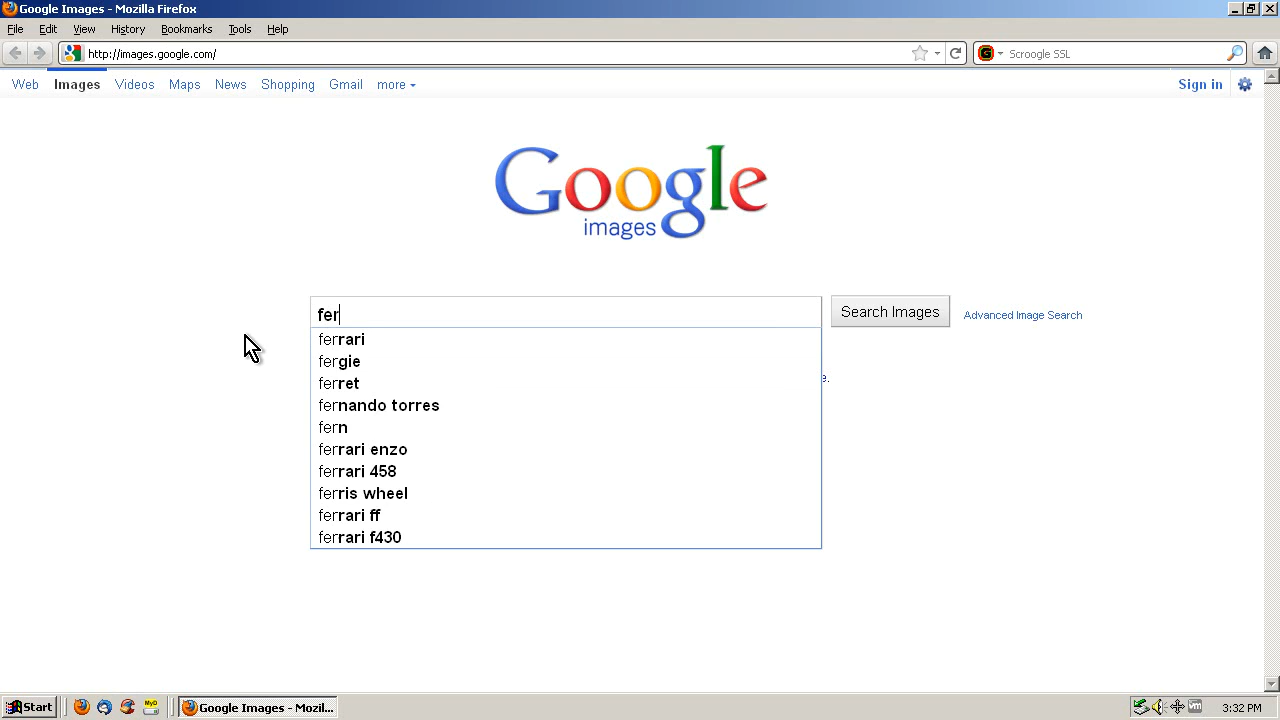 Google Images - Mozilla Firefox
File Edit View History Bookmarks Tools Help
http://images.google.com/ Scroogle SSL
Web Images Videos Maps News Shopping Gmail more Sign in
Google
images
fer
Search Images
Advanced Image Search
ferrari
fergie
e.
ferret
fernando torres
fern
ferrari enzo
ferrari 458
ferris wheel
ferrari ff
ferrari f430
Start MyD Google Images - Mozil... vm 3:32 PM